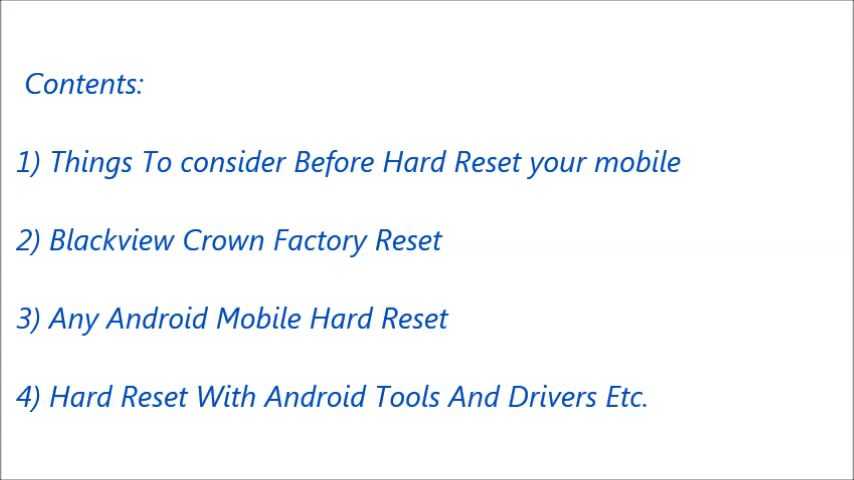 Contents:
1) Things To consider Before Hard Reset your mobile
2) Blackview Crown Factory Reset
3) Any Android Mobile Hard Reset
4) Hard Reset With Android Tools And Drivers Etc.